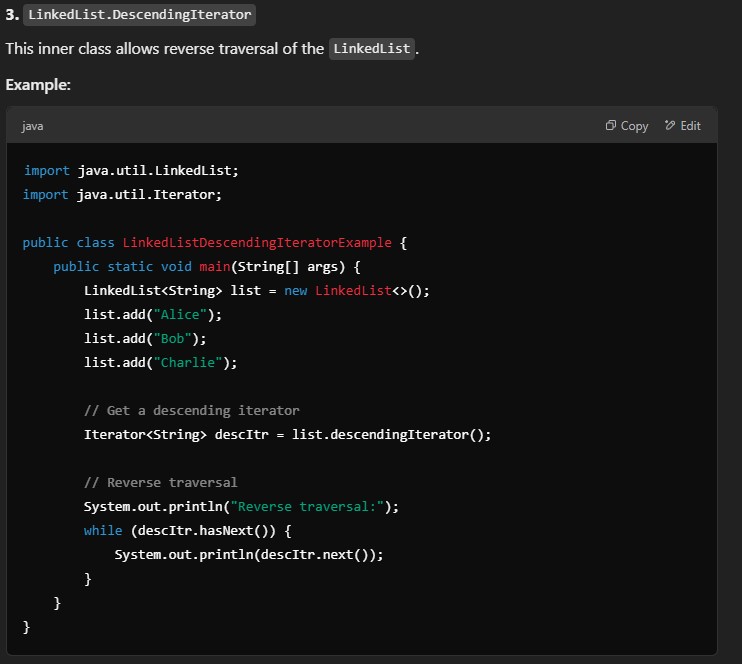 3. LinkedList.DescendingIterator
This inner class allows reverse traversal of the LinkedList.
Example:
java
Copy
Edit
import java.util.LinkedList;
import java.util.Iterator;

public class LinkedListDescendingIteratorExample {
    public static void main(String[] args) {
        LinkedList<String> list = new LinkedList<>();
        list.add("Alice");
        list.add("Bob");
        list.add("Charlie");

        // Get a descending iterator
        Iterator<String> descItr = list.descendingIterator();

        // Reverse traversal
        System.out.println("Reverse traversal:");
        while (descItr.hasNext()) {
            System.out.println(descItr.next());
        }
    }
}